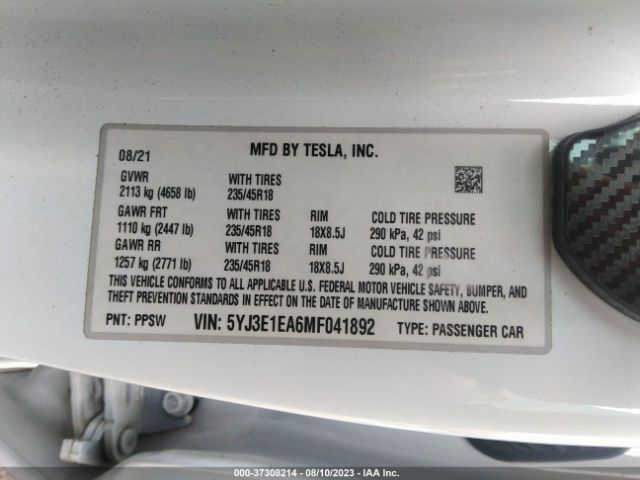 MFD BY TESLA, INC.
08/21
GVWR WITH TIRES
2113 kg (4658 lb) 235/45R18
GAWR FRT WITH TIRES RIM COLD TIRE PRESSURE
1110 kg (2447 lb) 235/45R18 18X8.5J 290 kPa, 42 psi
GAWR RR WITH TIRES RIM COLD TIRE PRESSURE
1257 kg (2771 lb) 235/45R18 18X8.5J 290 kPa, 42 psi
THIS VEHICLE CONFORMS TO ALL APPLICABLE U.S. FEDERAL MOTOR VEHICLE SAFETY, BUMPER, AND
THEFT PREVENTION STANDARDS IN EFFECT ON THE DATE OF MANUFACTURE SHOWN ABOVE.
PNT: PPSW VIN: 5YJ3E1EA6MF041892 TYPE: PASSENGER CAR
000-37308214 - 08/10/2023 - IAA Inc.